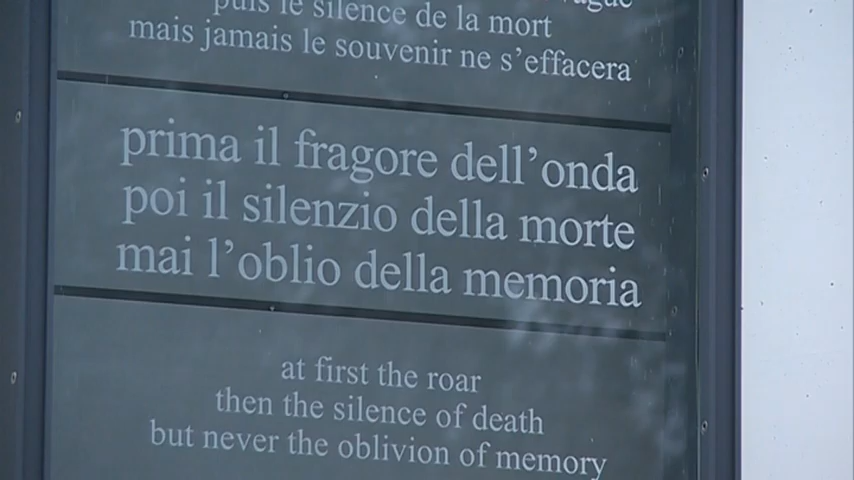 puis le silence de la mort
mais jamais le souvenir ne s'effacera
prima il fragore dell'onda
poi il silenzio della morte
mai l'oblio della memoria
at first the roar
then the silence of death
but never the oblivion of memory